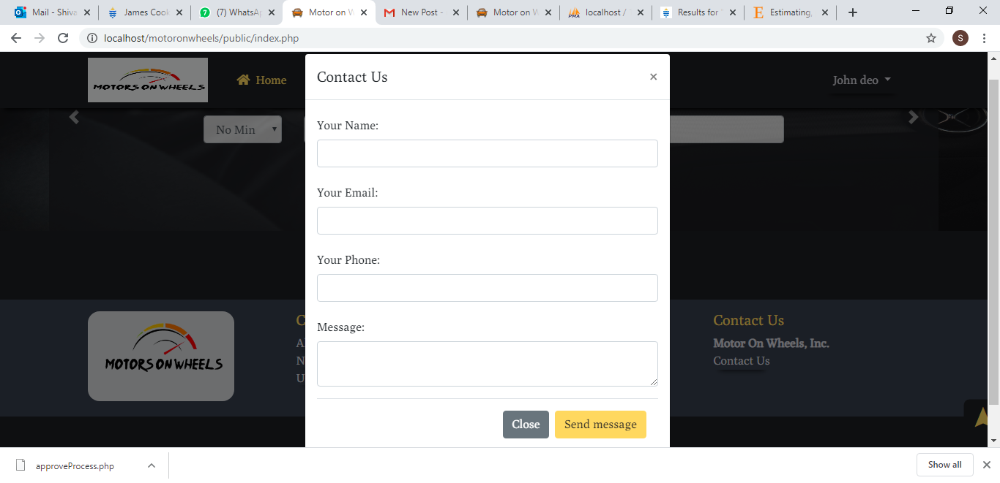 Mail - Shiva
James Cook
(7) WhatsAp
Motor on W
New Post -
Motor on W
localhost /
Results for
Estimating,
localhost/motoronwheels/public/index.php
S
MOTORS ON WHEELS
Home
Contact Us
×
John deo
No Min
Your Name:
Your Email:
Your Phone:
Message:
MOTORS ON WHEELS
C
A
N
U
Contact Us
Motor On Wheels, Inc.
Contact Us
Close
Send message
approveProcess.php
Show all